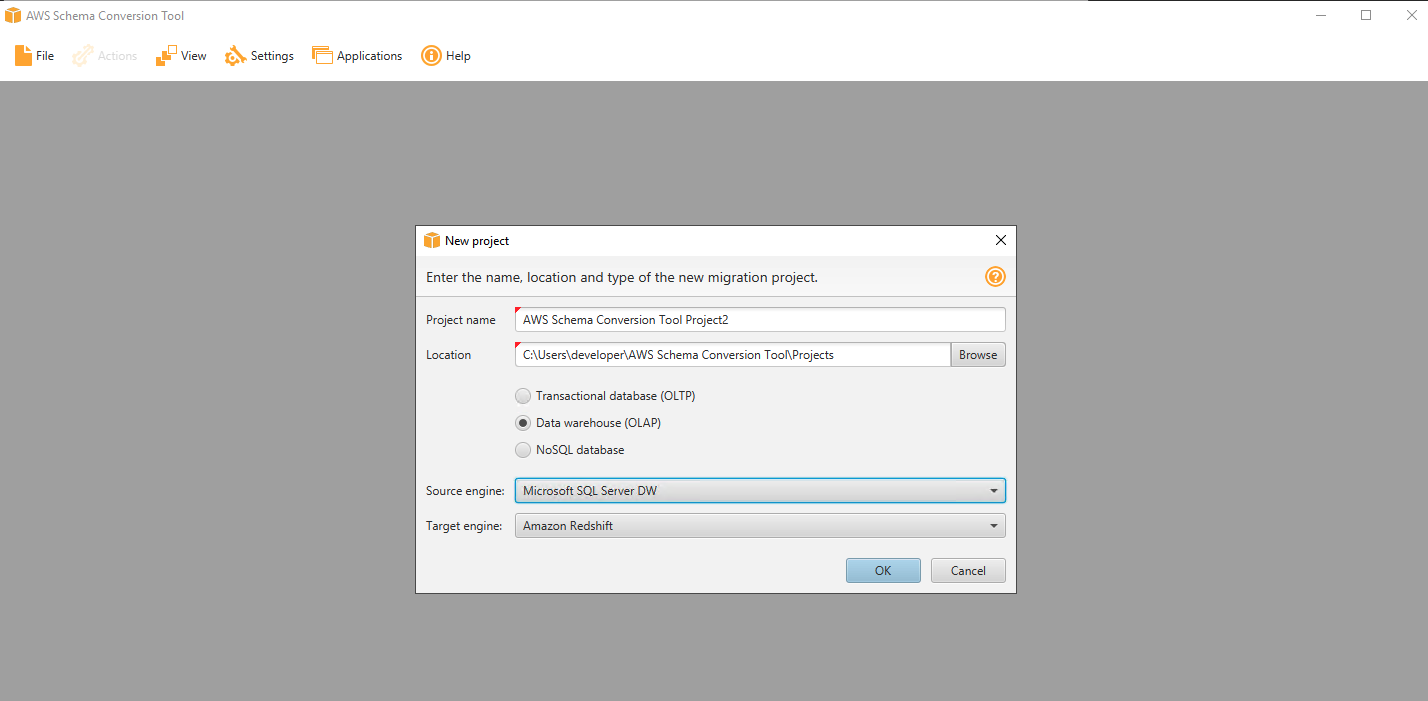 AWS Schema Conversion Tool
File Actions View Settings Applications Help
New project
Enter the name, location and type of the new migration project.
Project name AWS Schema Conversion Tool Project2
Location C:\Users\developer\AWS Schema Conversion Tool\Projects Browse
Transactional database (OLTP)
Data warehouse (OLAP)
NoSQL database
Source engine: Microsoft SQL Server DW
Target engine: Amazon Redshift
OK Cancel